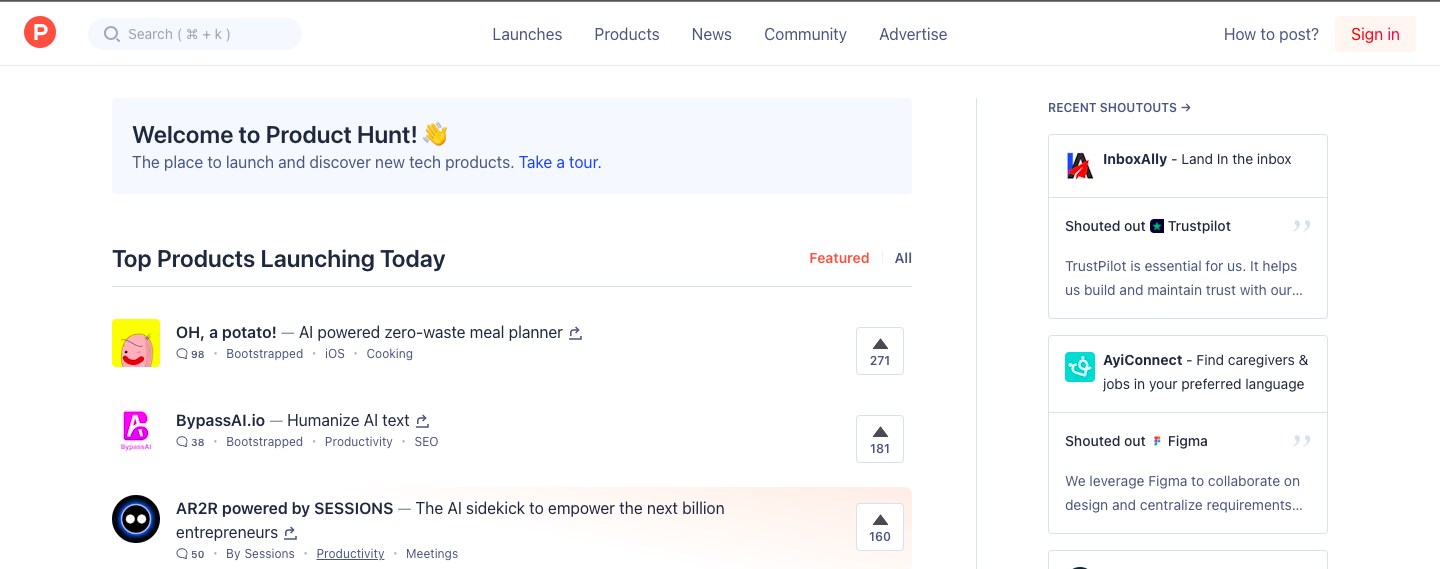 P
Search ( ⌘ + k )
Launches
Products
News
Community
Advertise
How to post?
Sign in
Welcome to Product Hunt! 👋
The place to launch and discover new tech products. Take a tour.
Top Products Launching Today
Featured
All
OH, a potato! — AI powered zero-waste meal planner
98 • Bootstrapped • iOS • Cooking
271
BypassAI
BypassAI.io — Humanize AI text
38 • Bootstrapped • Productivity • SEO
181
AR2R powered by SESSIONS — The AI sidekick to empower the next billion
entrepreneurs
50 • By Sessions • Productivity • Meetings
160
RECENT SHOUTOUTS →
InboxAlly - Land In the inbox
Shouted out Trustpilot
TrustPilot is essential for us. It helps
us build and maintain trust with our...
AyiConnect - Find caregivers &
jobs in your preferred language
Shouted out Figma
We leverage Figma to collaborate on
design and centralize requirements...